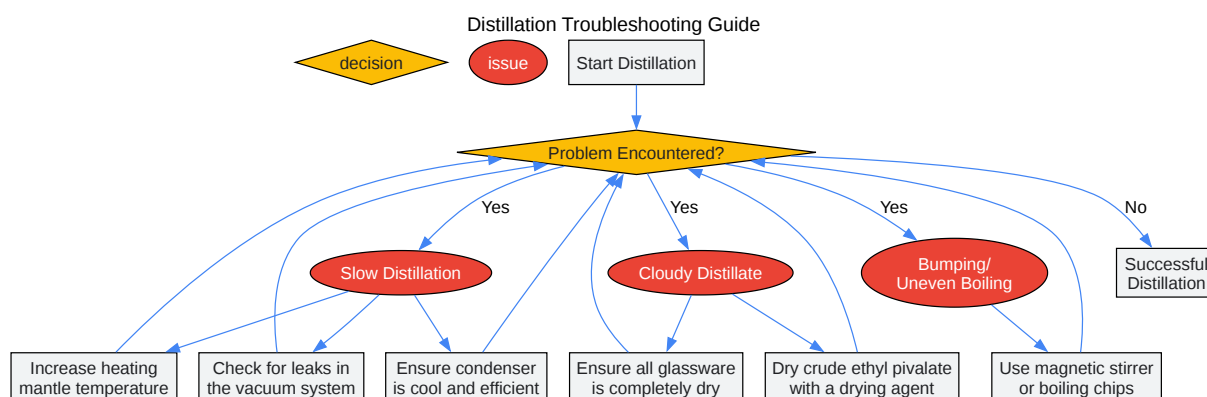 Distillation Troubleshooting Guide
decision
issue
Start Distillation
Problem Encountered?
Yes
Yes
Yes
No
Slow Distillation
Cloudy Distillate
Bumping/
Uneven Boiling
Successful
Distillation
Increase heating
mantle temperature
Check for leaks in
the vacuum system
Ensure condenser
is cool and efficient
Ensure all glassware
is completely dry
Dry crude ethyl pivalate
with a drying agent
Use magnetic stirrer
or boiling chips